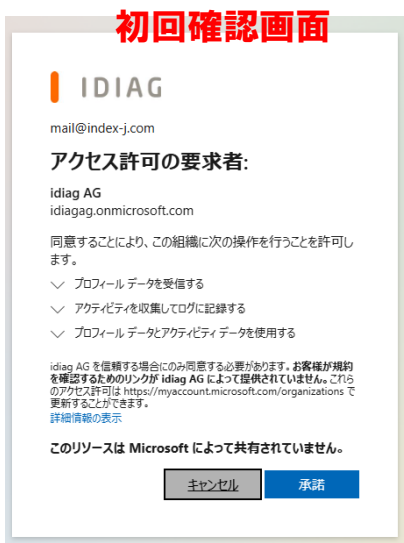 初回確認画面
IDIAG
mail@index-j.com
アクセス許可の要求者:
idiag AG
idiagag.onmicrosoft.com
同意することにより、この組織に次の操作を行うことを許可し
ます。
プロフィール データを受信する
アクティビティを収集してログに記録する
プロフィール データとアクティビティ データを使用する
idiag AG を信頼する場合にのみ同意する必要があります。お客様が規約
を確認するためのリンクが idiag AG によって提供されていません。これら
のアクセス許可は https://myaccount.microsoft.com/organizations で
更新することができます。
詳細情報の表示
このリソースは Microsoft によって共有されていません。
キャンセル 承諾